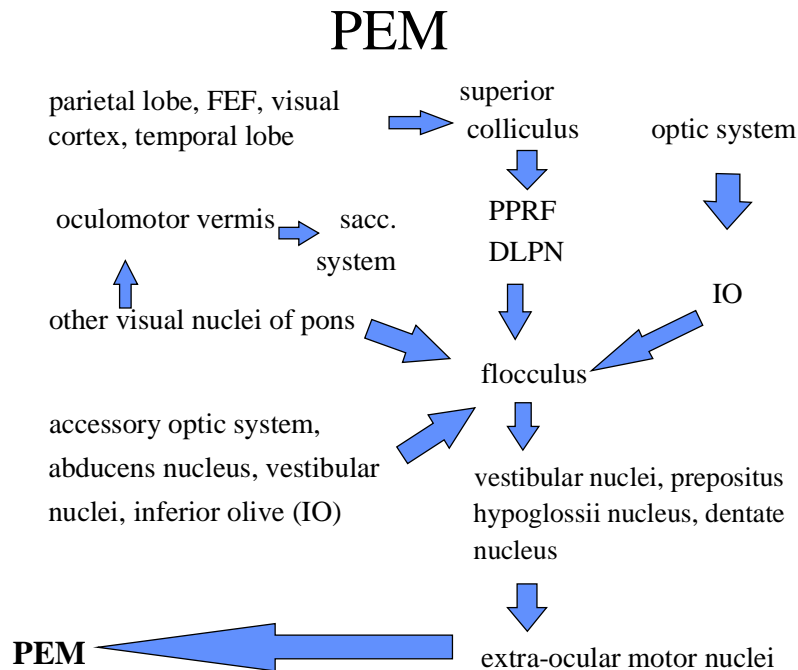 PEM
parietal lobe, FEF, visual
cortex, temporal lobe
superior
colliculus
optic system
oculomotor vermis
sacc.
system
PPRF
DLPN
IO
other visual nuclei of pons
flocculus
accessory optic system,
abducens nucleus, vestibular
nuclei, inferior olive (IO)
vestibular nuclei, prepositus
hypoglossii nucleus, dentate
nucleus
PEM
extra-ocular motor nuclei